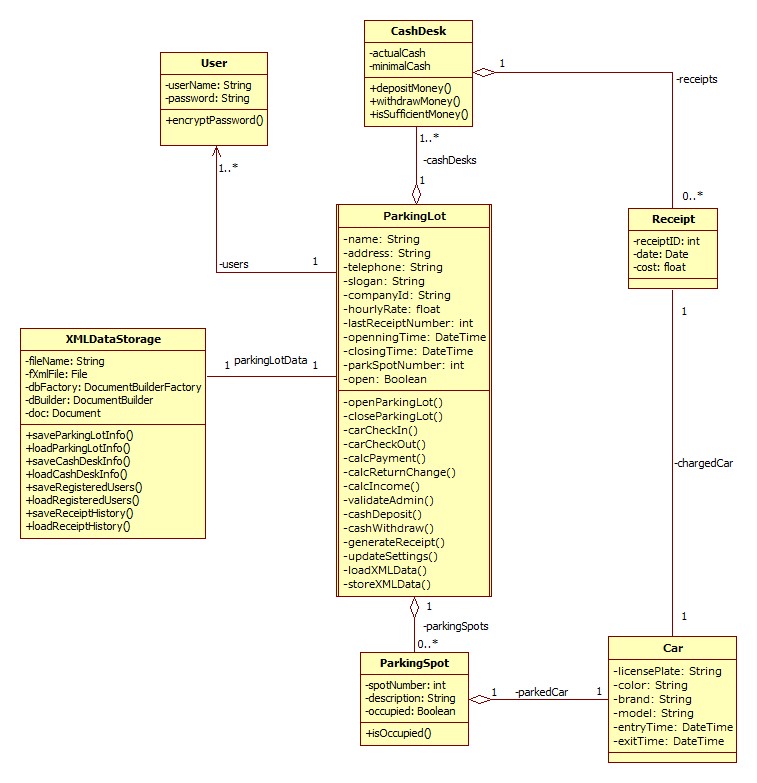 CashDesk
-actualCash
-minimalCash
+depositMoney()
+withdrawMoney()
+isSufficientMoney()
1
-receipts
0..*
1..*
-cashDesks
1
User
-userName: String
-password: String
+encryptPassword()
1..*
-users
1
ParkingLot
-name: String
-address: String
-telephone: String
-slogan: String
-companyId: String
-hourlyRate: float
-lastReceiptNumber: int
-openningTime: DateTime
-closingTime: DateTime
-parkSpotNumber: int
-open: Boolean
-openParkingLot()
-closeParkingLot()
-carCheckIn()
-carCheckOut()
-calcPayment()
-calcReturnChange()
-calcIncome()
-validateAdmin()
-cashDeposit()
-cashWithdraw()
-generateReceipt()
-updateSettings()
-loadXMLData()
-storeXMLData()
Receipt
-receiptID: int
-date: Date
-cost: float
1
-chargedCar
1
XMLDataStorage
-fileName: String
-fXmlFile: File
-dbFactory: DocumentBuilderFactory
-dBuilder: DocumentBuilder
-doc: Document
+saveParkingLotInfo()
+loadParkingLotInfo()
+saveCashDeskInfo()
+loadCashDeskInfo()
+saveRegisteredUsers()
+loadRegisteredUsers()
+saveReceiptHistory()
+loadReceiptHistory()
1 parkingLotData 1
1
-parkingSpots
0..*
ParkingSpot
-spotNumber: int
-description: String
-occupied: Boolean
+isOccupied()
1 -parkedCar 1
Car
-licensePlate: String
-color: String
-brand: String
-model: String
-entryTime: DateTime
-exitTime: DateTime